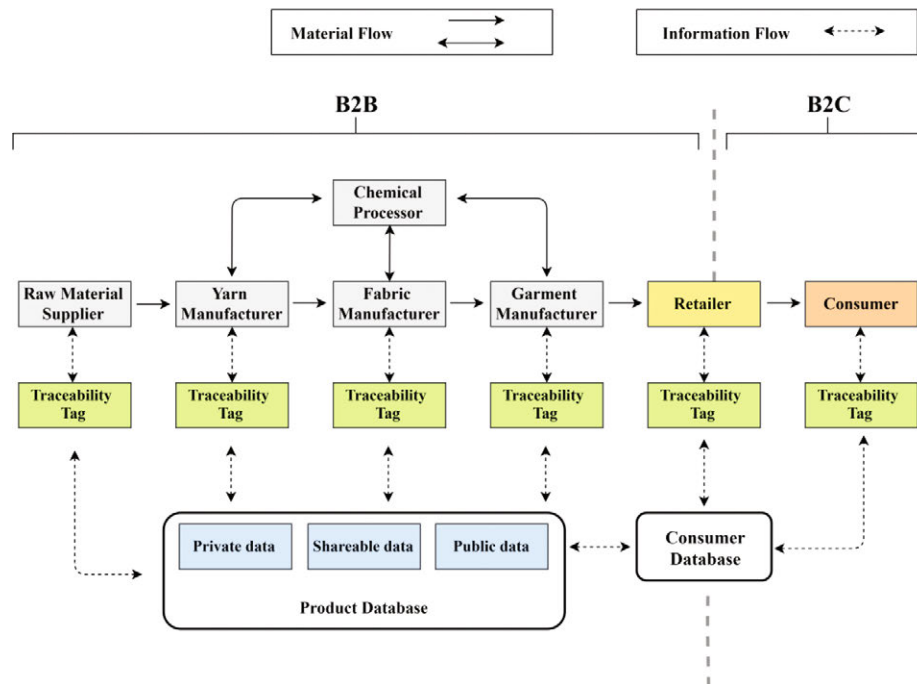 Material Flow
Information Flow
B2B
B2C
Chemical
Processor
Raw Material
Supplier
Yarn
Manufacturer
Fabric
Manufacturer
Garment
Manufacturer
Retailer
Consumer
Traceability
Tag
Traceability
Tag
Traceability
Tag
Traceability
Tag
Traceability
Tag
Traceability
Tag
Private data
Shareable data
Public data
Product Database
Consumer
Database